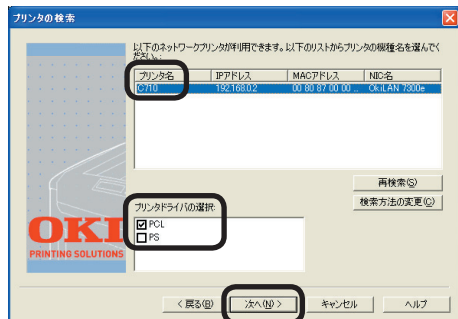 プリンタの検索
以下のネットワークプリンタが利用できます。以下のリストからプリンタの機種名を選んでく
ださい。:
プリンタ名 IPアドレス MACアドレス NIC名
C710 192.168.0.2 00 80 87 00 00 ... OkiLAN 7300e
再検索(S)
検索方法の変更(C)
プリンタドライバの選択:
PCL
PS
OKI
PRINTING SOLUTIONS
< 戻る(B) 次へ(N) > キャンセル ヘルプ